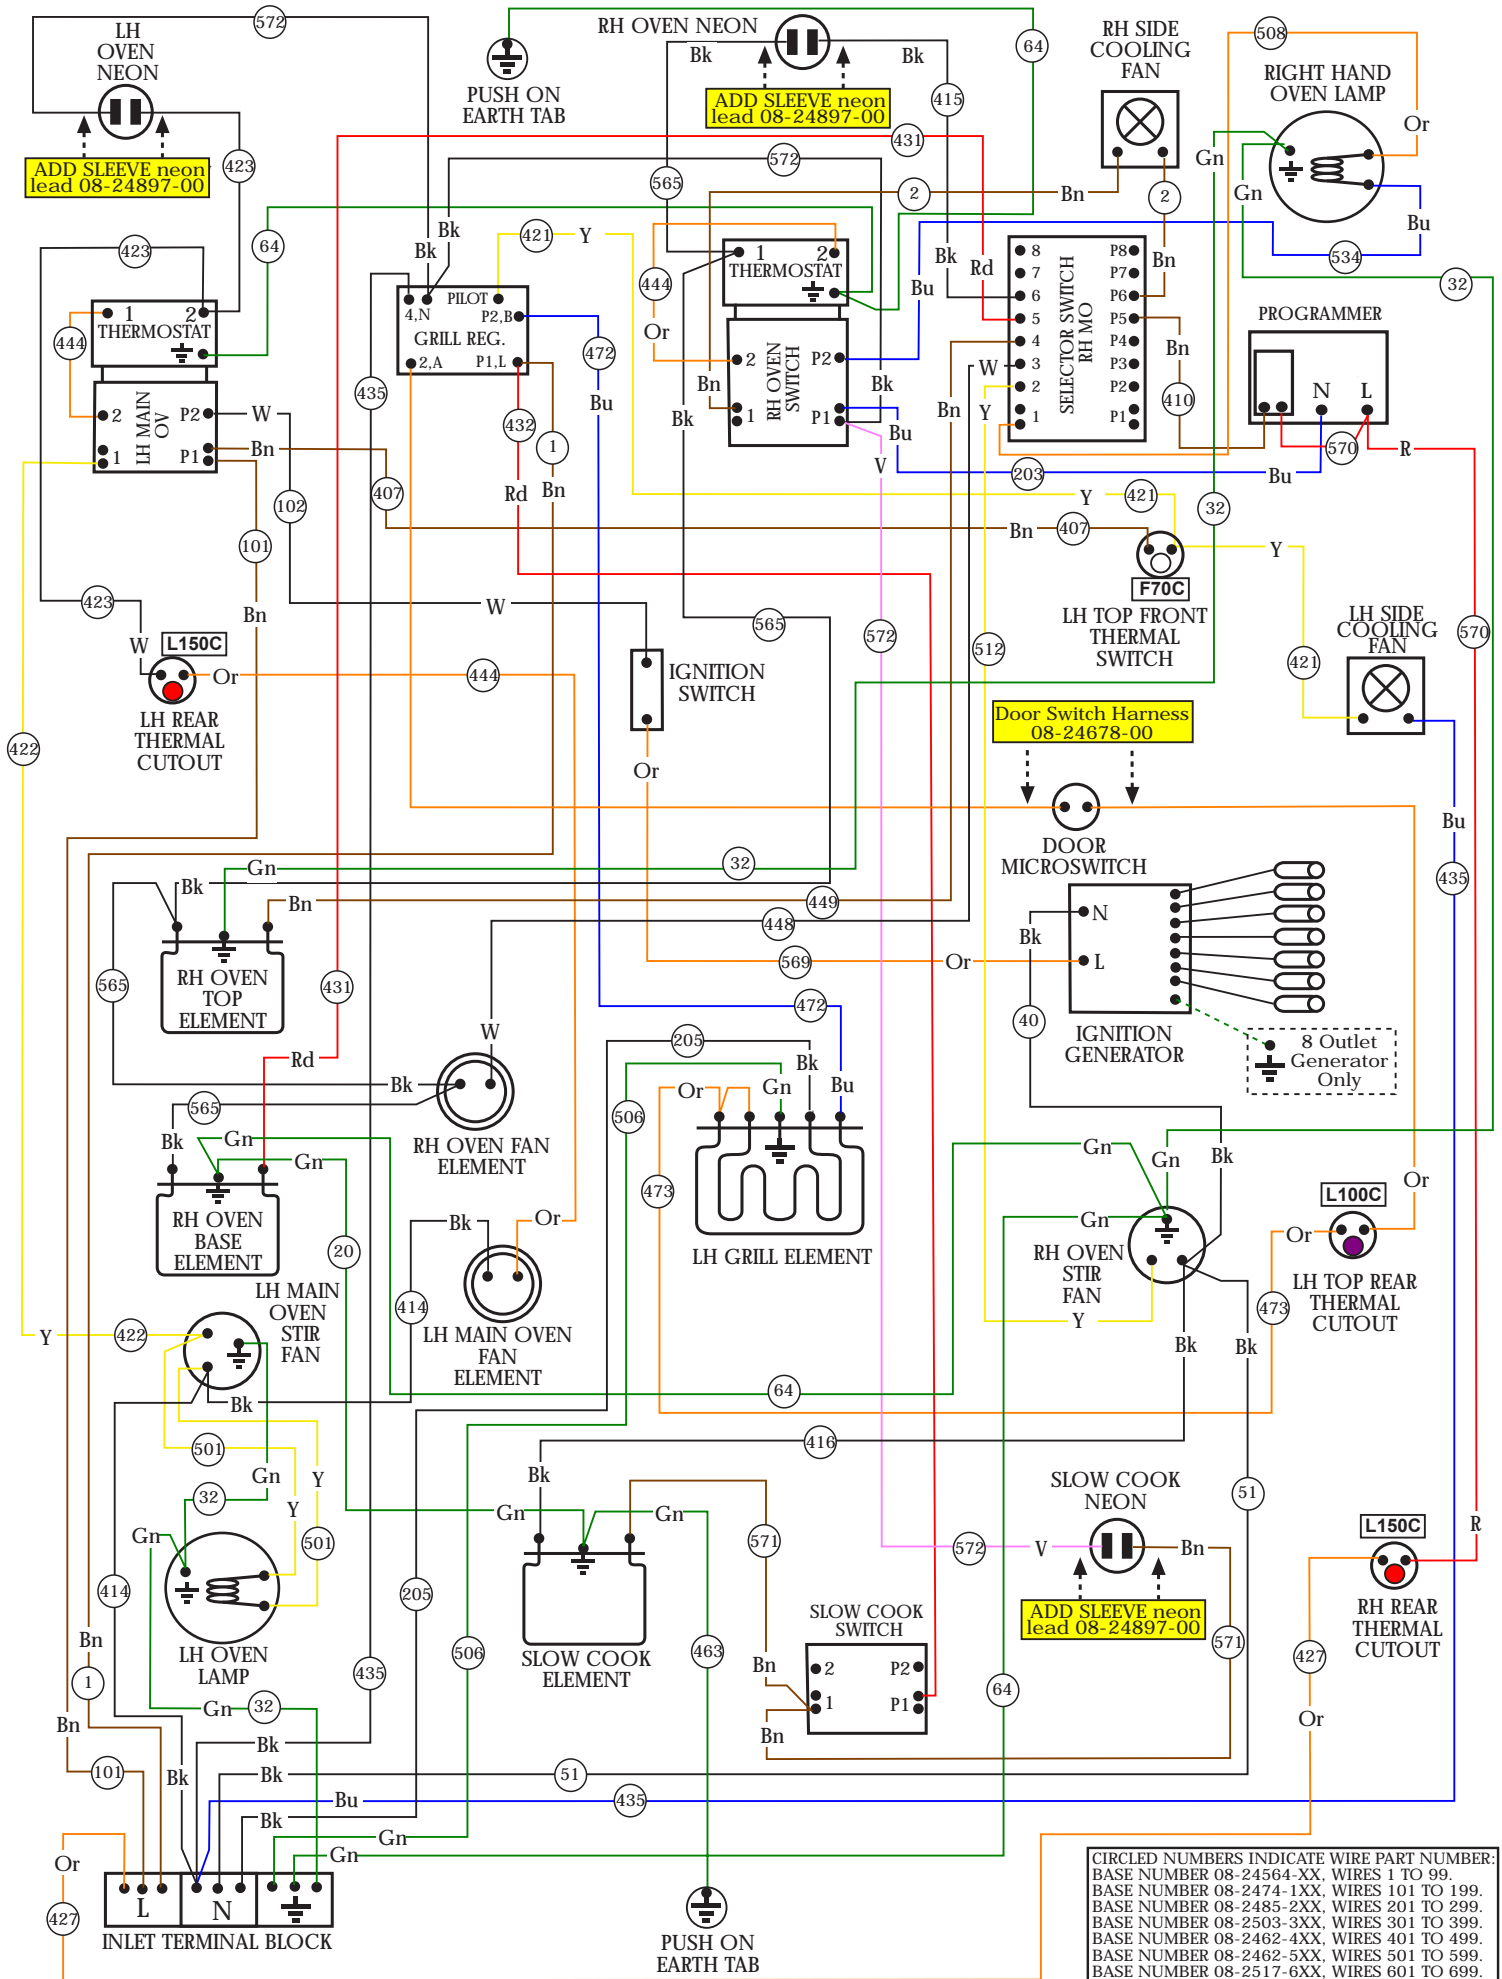 572
LH
OVEN
NEON
ADD SLEEVE neon
lead 08-24897-00
423
PUSH ON
EARTH TAB
RH OVEN NEON
Bk
Bk
ADD SLEEVE neon
lead 08-24897-00
64
415
431
572
565
2
Bn
RH SIDE
COOLING
FAN
2
508
RIGHT HAND
OVEN LAMP
Or
Gn
Gn
Bu
534
32
423
64
Bk
Bk
421
Y
444
Or
1
2
THERMOSTAT
Bu
Bk
Rd
Bn
8
7
6
5
4
3
2
1
SELECTOR SWITCH
RH MO
P8
P7
P6
P5
P4
P3
P2
P1
PROGRAMMER
N
L
1
2
THERMOSTAT
444
2
1
LH MAIN
OV
P2
P1
W
Bn
4,N
PILOT
P2,B
GRILL REG.
2,A
P1,L
435
472
Bu
432
1
Rd
Bn
2
1
RH OVEN
SWITCH
P2
P1
Bn
Bk
Bk
Bu
V
W
Y
Bn
Bn
410
203
Bu
570
R
407
102
101
Bn
Y
421
Bn
407
Y
32
F70C
LH TOP FRONT
THERMAL
SWITCH
423
W
L150C
Or
LH REAR
THERMAL
CUTOUT
444
W
IGNITION
SWITCH
Or
565
572
512
LH SIDE
COOLING
FAN
421
570
Door Switch Harness
08-24678-00
422
DOOR
MICROSWITCH
Bu
435
Gn
32
Bk
Bn
449
448
RH OVEN
TOP
ELEMENT
565
431
569
Or
N
L
Bk
40
IGNITION
GENERATOR
8 Outlet
Generator
Only
472
W
Rd
Bk
565
Bk
Gn
Gn
RH OVEN FAN
ELEMENT
205
Bk
Or
Gn
Bu
506
473
LH GRILL ELEMENT
RH OVEN
BASE
ELEMENT
20
Bk
Or
LH MAIN OVEN
FAN
ELEMENT
414
Gn
Gn
Bk
Gn
RH OVEN
STIR
FAN
Y
Bk
Bk
L100C
Or
Or
LH TOP REAR
THERMAL
CUTOUT
473
LH MAIN
OVEN
STIR
FAN
Y
422
Bk
64
501
Gn
Y
Y
32
Gn
501
LH OVEN
LAMP
414
416
Bk
Gn
Gn
SLOW COOK
ELEMENT
571
205
506
463
Bn
Bn
SLOW COOK
SWITCH
2
1
P2
P1
572
V
SLOW COOK
NEON
Bn
ADD SLEEVE neon
lead 08-24897-00
571
51
64
L150C
R
RH REAR
THERMAL
CUTOUT
427
Or
Bn
1
Bn
101
Gn
32
Bk
435
Bk
Bk
51
Bu
435
Bk
Gn
Gn
Or
427
L
N
INLET TERMINAL BLOCK
PUSH ON
EARTH TAB
CIRCLED NUMBERS INDICATE WIRE PART NUMBER:
BASE NUMBER 08-24564-XX, WIRES 1 TO 99.
BASE NUMBER 08-2474-1XX, WIRES 101 TO 199.
BASE NUMBER 08-2485-2XX, WIRES 201 TO 299.
BASE NUMBER 08-2503-3XX, WIRES 301 TO 399.
BASE NUMBER 08-2462-4XX, WIRES 401 TO 499.
BASE NUMBER 08-2462-5XX, WIRES 501 TO 599.
BASE NUMBER 08-2517-6XX, WIRES 601 TO 699.